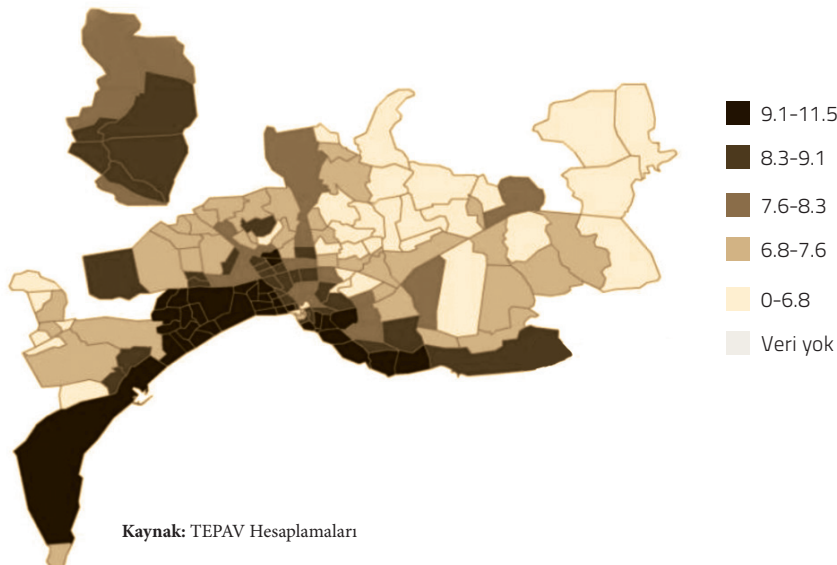 9.1-11.5
8.3-9.1
7.6-8.3
6.8-7.6
0-6.8
Veri yok
Kaynak: TEPAV Hesaplamaları